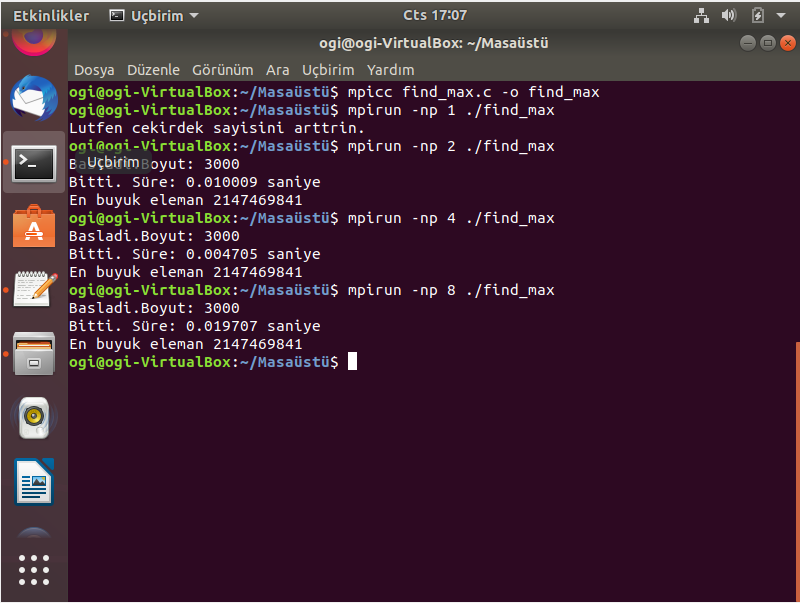 Etkinlikler Uçbirim Cts 17:07
ogi@ogi-VirtualBox: ~/Masaüstü
Dosya Düzenle Görünüm Ara Uçbirim Yardım
ogi@ogi-VirtualBox:~/Masaüstü$ mpicc find_max.c -o find_max
ogi@ogi-VirtualBox:~/Masaüstü$ mpirun -np 1 ./find_max
Lutfen cekirdek sayisini arttrin.
ogi@ogi-VirtualBox:~/Masaüstü$ mpirun -np 2 ./find_max
Uçbirim
Boyut: 3000
Bitti. Süre: 0.010009 saniye
En buyuk eleman 2147469841
ogi@ogi-VirtualBox:~/Masaüstü$ mpirun -np 4 ./find_max
Basladi.Boyut: 3000
Bitti. Süre: 0.004705 saniye
En buyuk eleman 2147469841
ogi@ogi-VirtualBox:~/Masaüstü$ mpirun -np 8 ./find_max
Basladi.Boyut: 3000
Bitti. Süre: 0.019707 saniye
En buyuk eleman 2147469841
ogi@ogi-VirtualBox:~/Masaüstü$